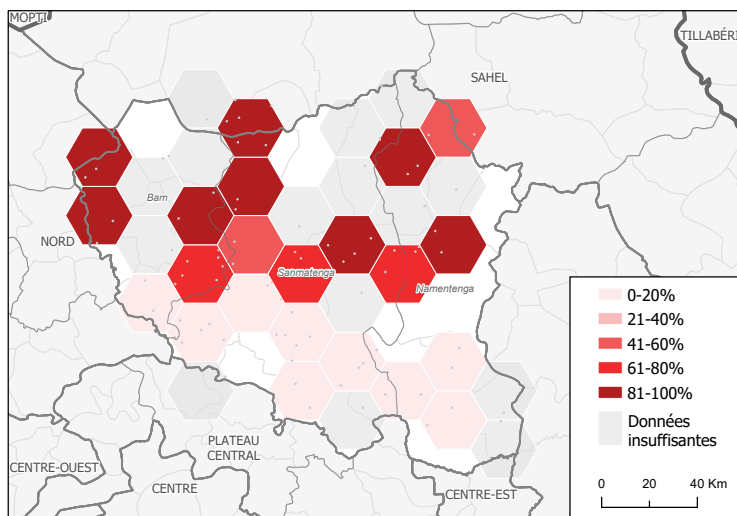 MOPTI
TILLABÉRI
SAHEL
Bam
NORD
Sanmatenga
Namentenga
0-20%
21-40%
41-60%
61-80%
81-100%
Données
insuffisantes
PLATEAU
CENTRAL
CENTRE-OUEST
CENTRE
CENTRE-EST
0 20 40 Km